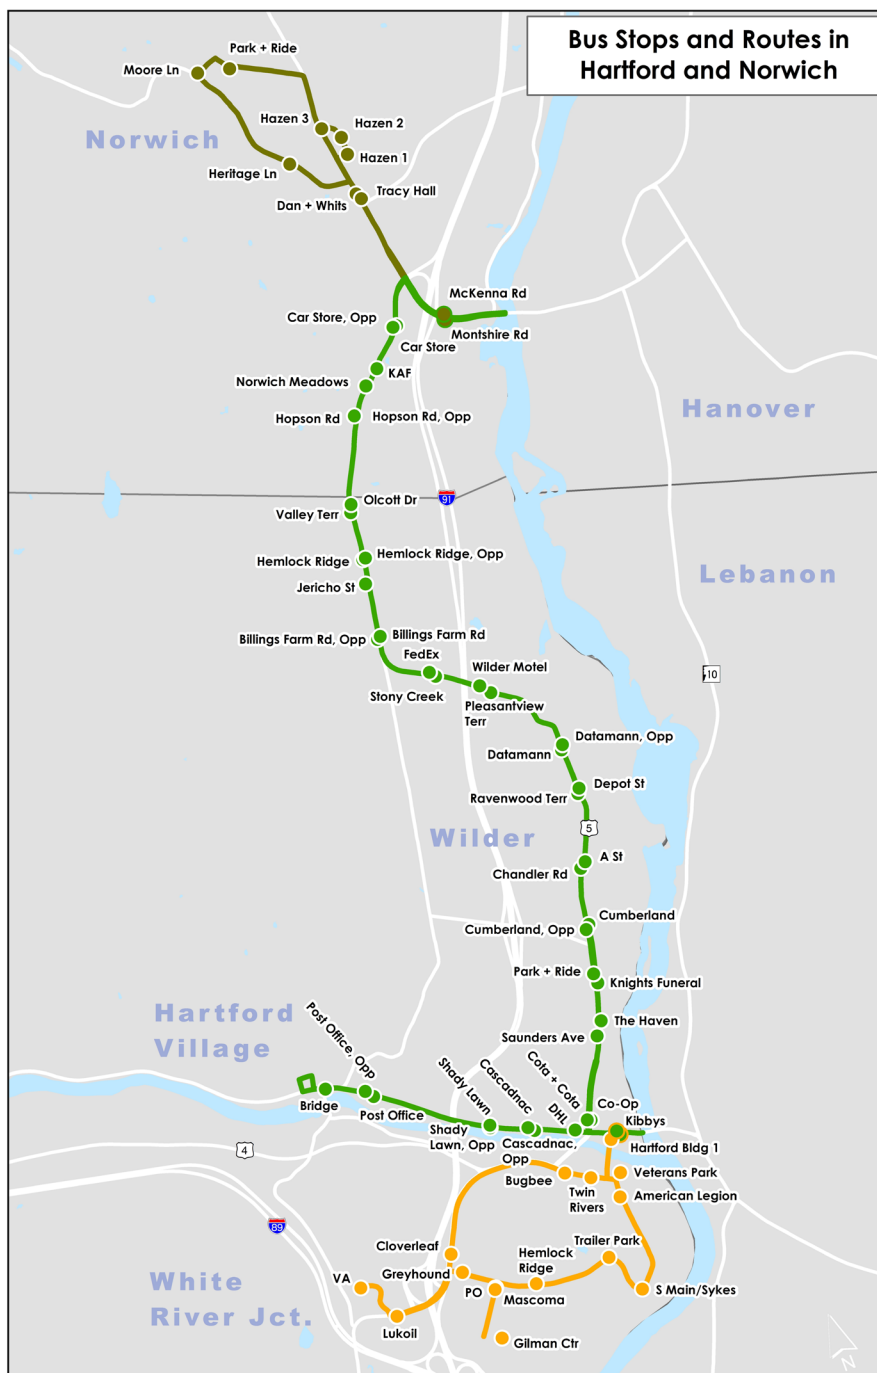 Bus Stops and Routes in
Hartford and Norwich
Park + Ride
Moore Ln
Hazen 3
Hazen 2
Norwich
Hazen 1
Heritage Ln
Tracy Hall
Dan + Whits
McKenna Rd
Car Store, Opp
Montshire Rd
Car Store
KAF
Norwich Meadows
Hanover
Hopson Rd
Hopson Rd, Opp
91
Olcott Dr
Valley Terr
Hemlock Ridge, Opp
Hemlock Ridge
Lebanon
Jericho St
Billings Farm Rd
Billings Farm Rd, Opp
FedEx
Wilder Motel
10
Stony Creek
Pleasantview
Terr
Datamann, Opp
Datamann
Depot St
Ravenwood Terr
5
Wilder
A St
Chandler Rd
Cumberland
Cumberland, Opp
Park + Ride
Knights Funeral
Hartford
Village
The Haven
Saunders Ave
Post Office, Opp
Shady Lawn
Cascadnac
Cota + Cota
DHL
Co-Op
Bridge
Post Office
Kibbys
Shady
Lawn, Opp
Cascadnac,
Opp
Hartford Bldg 1
4
Bugbee
Veterans Park
Twin
Rivers
American Legion
89
Cloverleaf
Trailer Park
Hemlock
Ridge
Greyhound
VA
White
River Jct.
PO
Mascoma
S Main/Sykes
Lukoil
Gilman Ctr
N